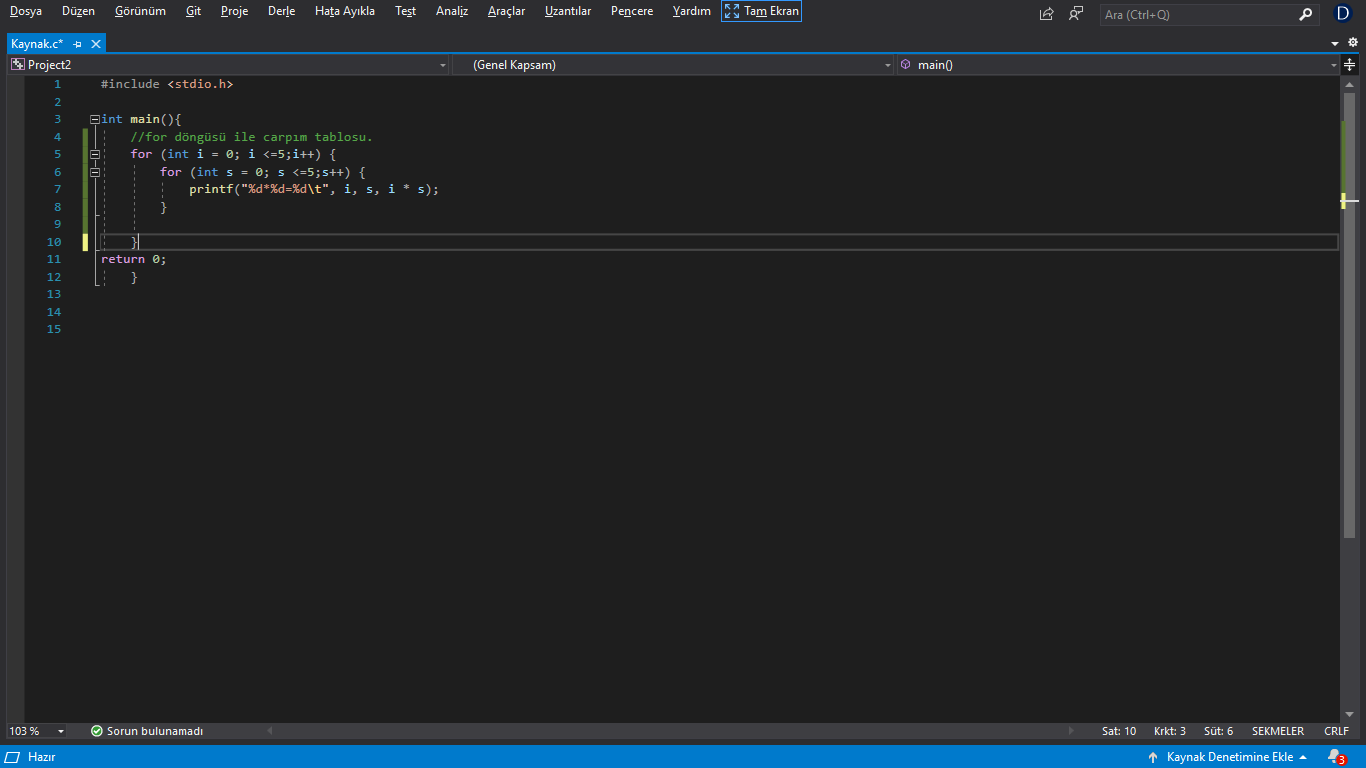 Dosya Düzen Görünüm Git Proje Derle Hata Ayıkla Test Analiz Araçlar Uzantılar Pencere Yardım Tam Ekran Ara (Ctrl+Q) D
Kaynak.c*
Project2 (Genel Kapsam) main()
1 #include <stdio.h>
2
3 int main(){
4 //for döngüsü ile carpım tablosu.
5 for (int i = 0; i <=5;i++) {
6 for (int s = 0; s <=5;s++) {
7 printf("%d*%d=%d\t", i, s, i * s);
8 }
9
10 }
11 return 0;
12 }
13
14
15
103 % Sorun bulunamadı Sat: 10 Krkt: 3 Süt: 6 SEKMELER CRLF
Hazır Kaynak Denetimine Ekle 3